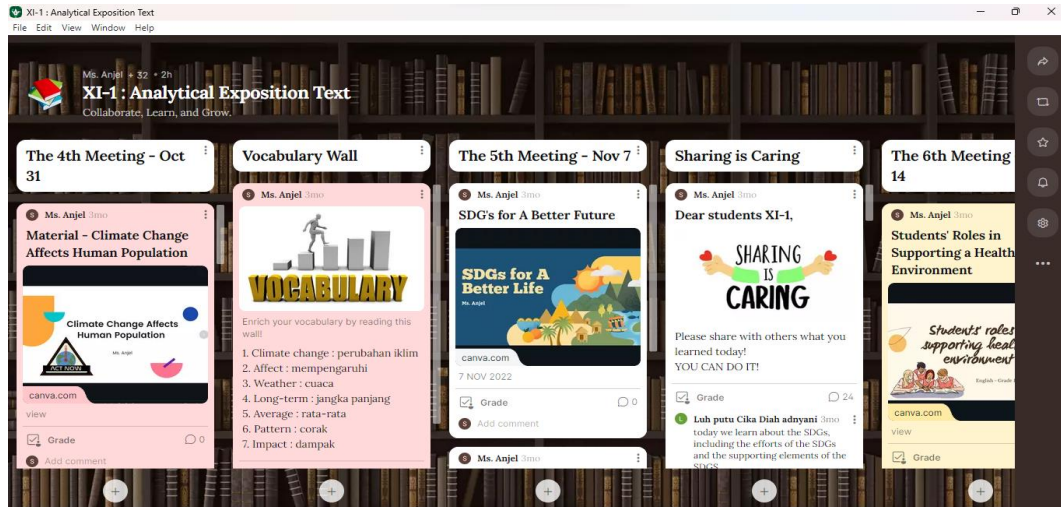 XI-1 : Analytical Exposition Text
File Edit View Window Help
Ms. Anjel + 32 • 2h
XI-1 : Analytical Exposition Text
Collaborate, Learn, and Grow.
The 4th Meeting - Oct
31
S Ms. Anjel 3mo
Material - Climate Change
Affects Human Population
Climate Change Affects
Human Population
Ms. Anjel
ACT NOW
canva.com
view
Grade 0
S Add comment
Vocabulary Wall
S Ms. Anjel 3mo
VOCABULARY
Enrich your vocabulary by reading this
wall!
1. Climate change : perubahan iklim
2. Affect : mempengaruhi
3. Weather : cuaca
4. Long-term : jangka panjang
5. Average : rata-rata
6. Pattern : corak
7. Impact : dampak
The 5th Meeting - Nov 7
S Ms. Anjel 3mo
SDG's for A Better Future
SDGs for A
Better Life
Ms. Anjel
canva.com
7 NOV 2022
Grade 0
S Add comment
S Ms. Anjel 3mo
Sharing is Caring
S Ms. Anjel 3mo
Dear students XI-1,
SHARING
IS
CARING
Please share with others what you
learned today!
YOU CAN DO IT!
Grade 24
L Luh putu Cika Diah adnyani 3mo
today we learn about the SDGs,
including the efforts of the SDGs
and the supporting elements of the
SDGS
The 6th Meeting
14
S Ms. Anjel 3mo
Students' Roles in
Supporting a Health
Environment
Students' roles
supporting heal
environment
English - Grade
canva.com
view
Grade